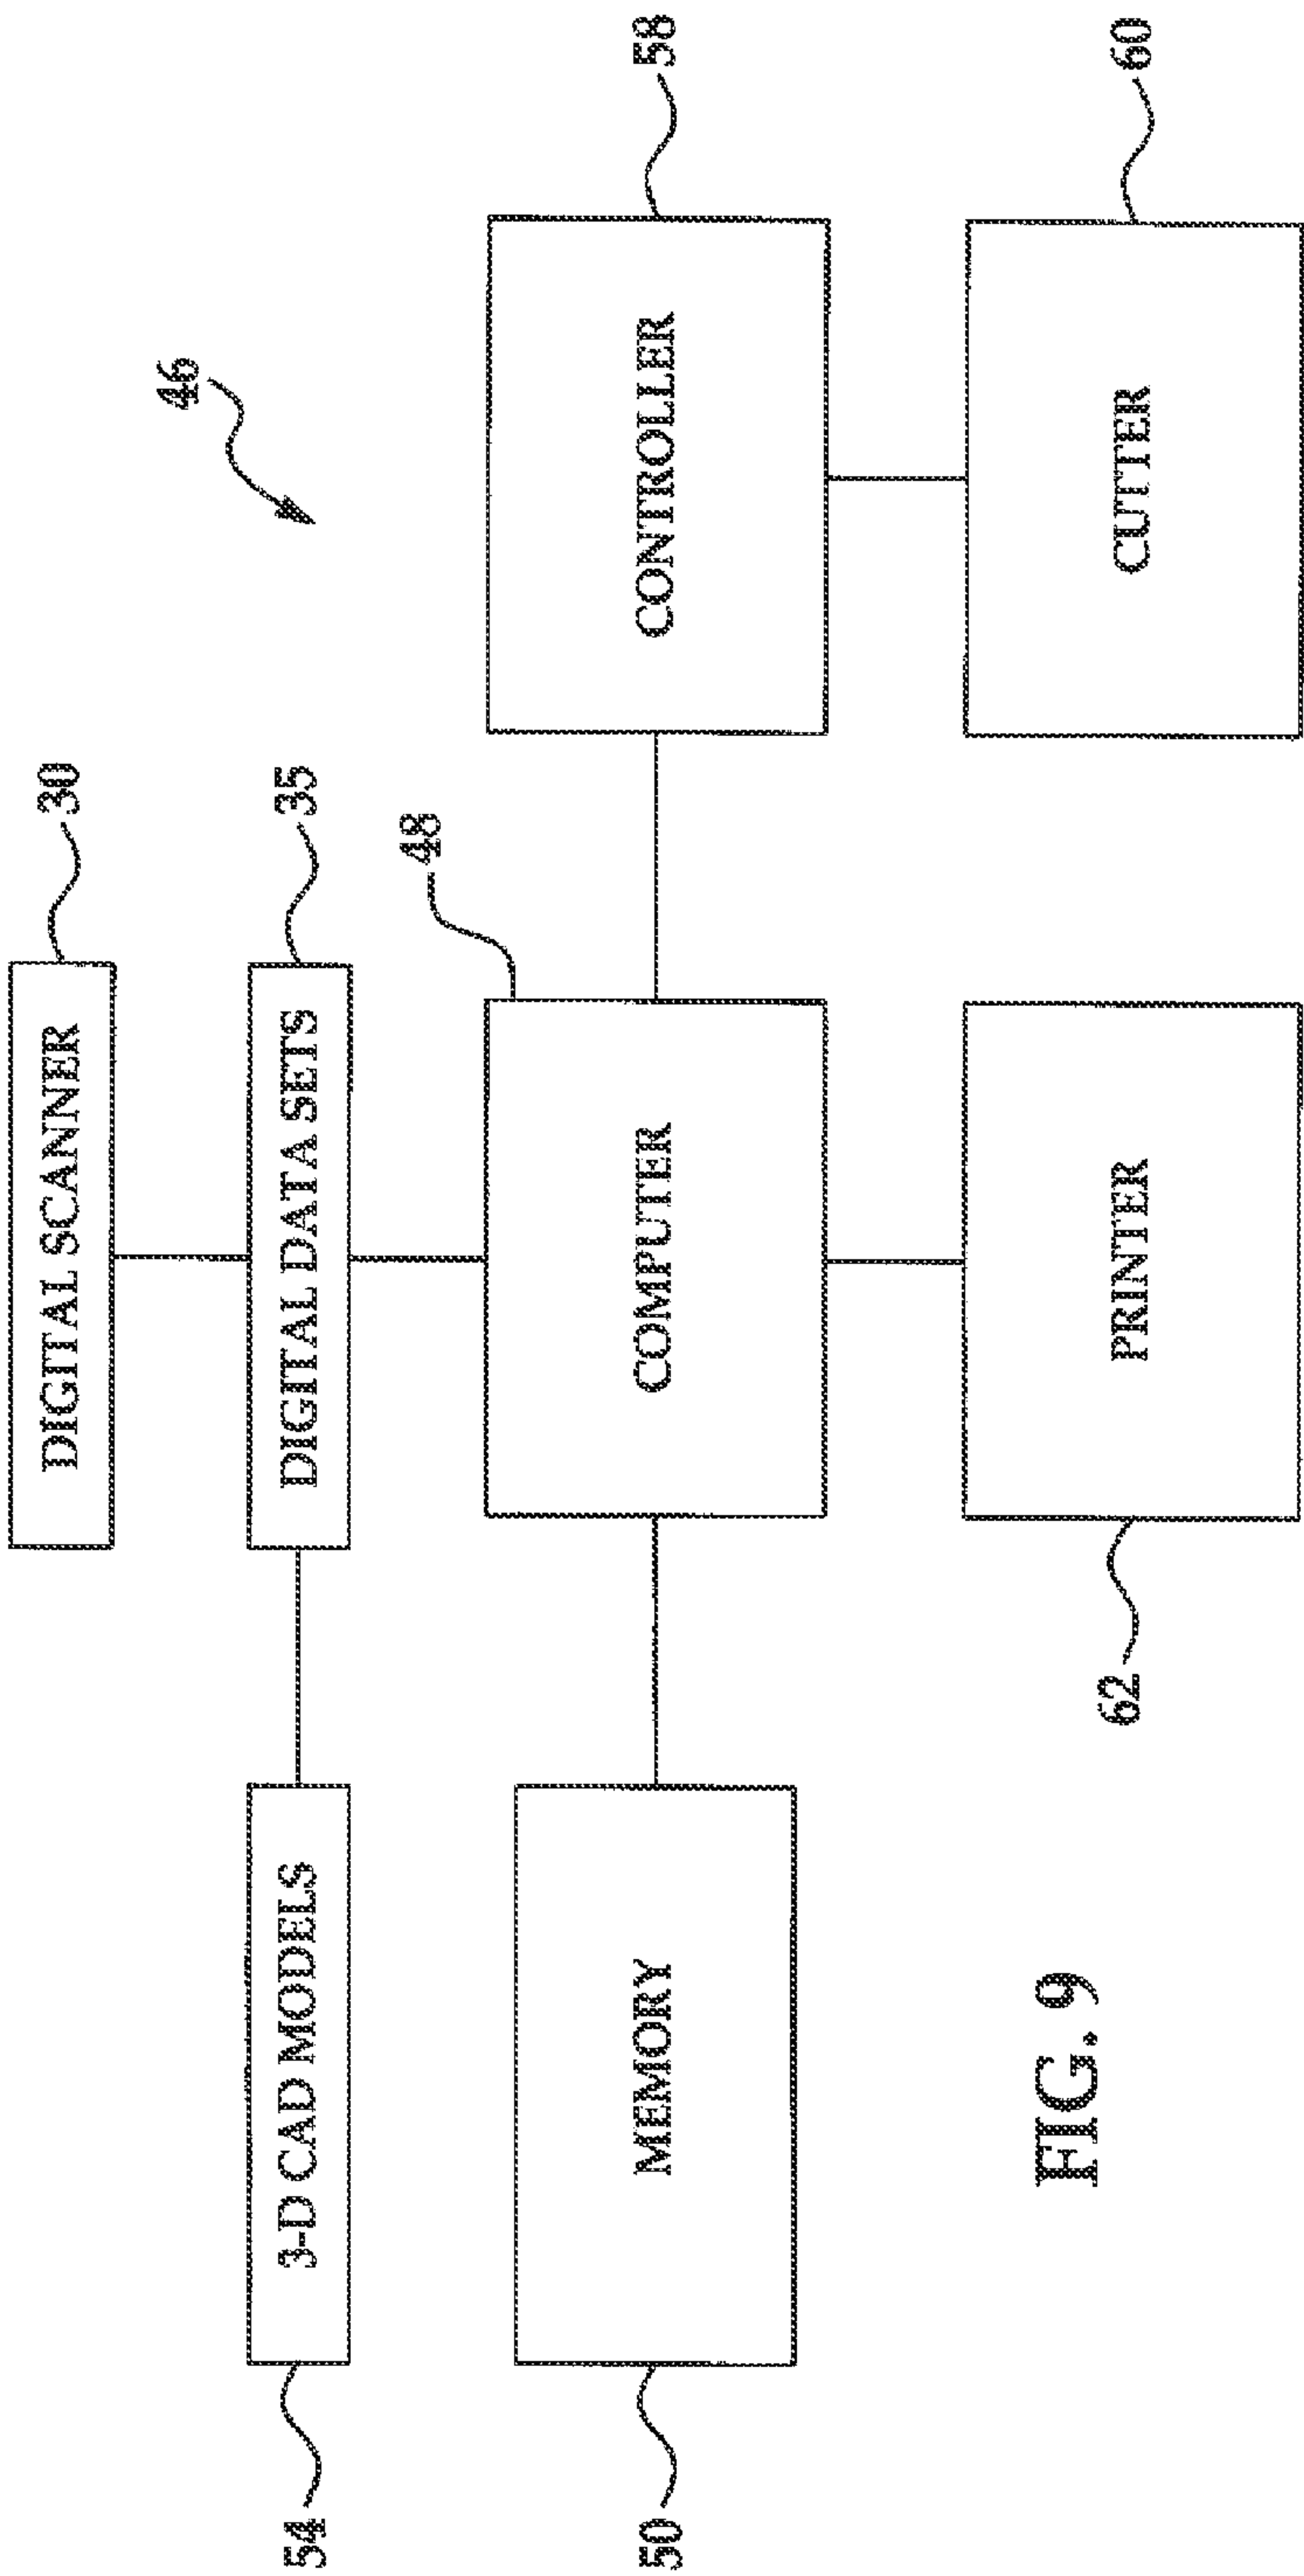 30
DIGITAL SCANNER
46
54
3-D CAD MODELS
DIGITAL DATA SETS
35
48
50
MEMORY
COMPUTER
CONTROLLER
58
62
PRINTER
CUTTER
60
FIG. 9